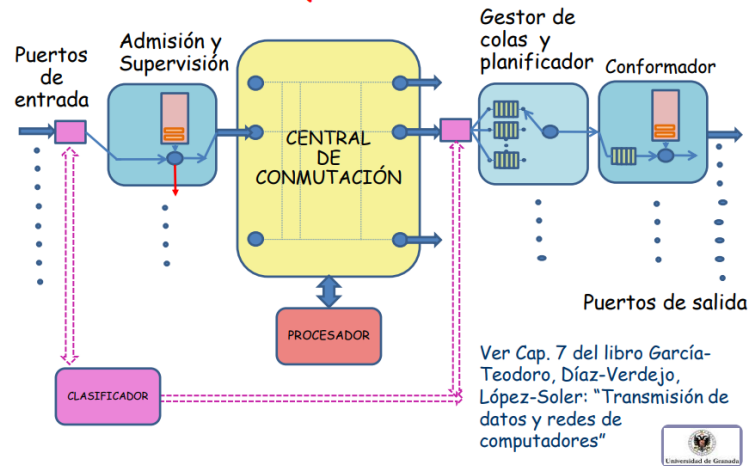 Puertos
de
entrada
Admisión y
Supervisión
CENTRAL
DE
CONMUTACIÓN
Gestor de
colas y
planificador
Conformador
PROCESADOR
CLASIFICADOR
Puertos de salida
Ver Cap. 7 del libro García-
Teodoro, Díaz-Verdejo,
López-Soler: “Transmisión de
datos y redes de
computadores”
Universidad de Granada